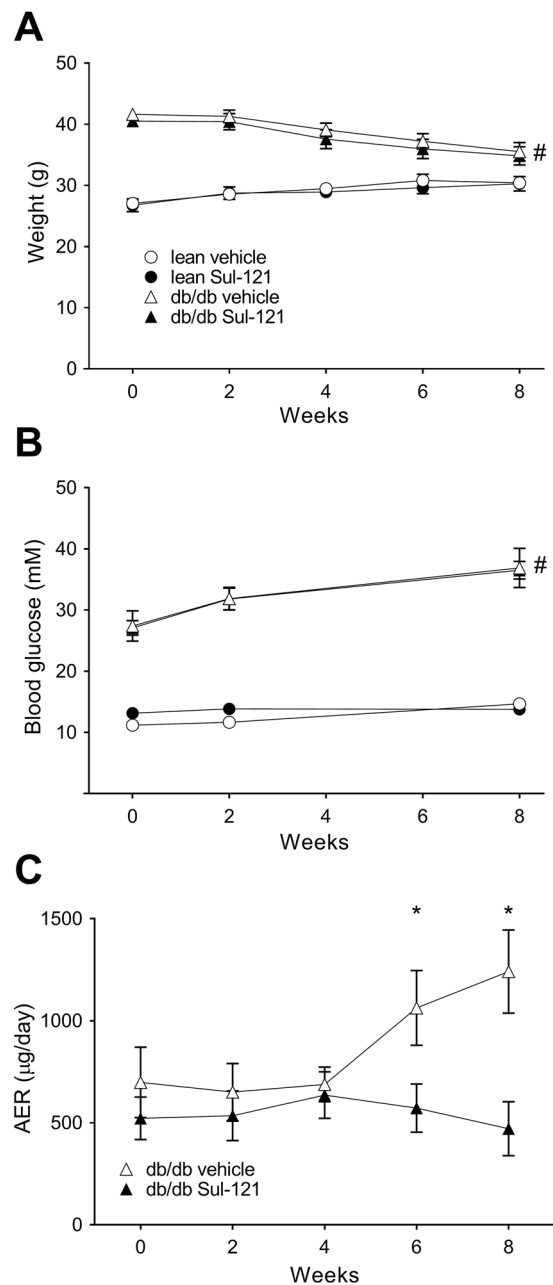 A
50
40
30
20
10
0
Weight (g)
#
lean vehicle
lean Sul-121
db/db vehicle
db/db Sul-121
0 2 4 6 8
Weeks
B
50
40
30
20
10
Blood glucose (mM)
#
0 2 4 6 8
Weeks
C
1500
1000
500
0
AER (µg/day)
* *
db/db vehicle
db/db Sul-121
0 2 4 6 8
Weeks